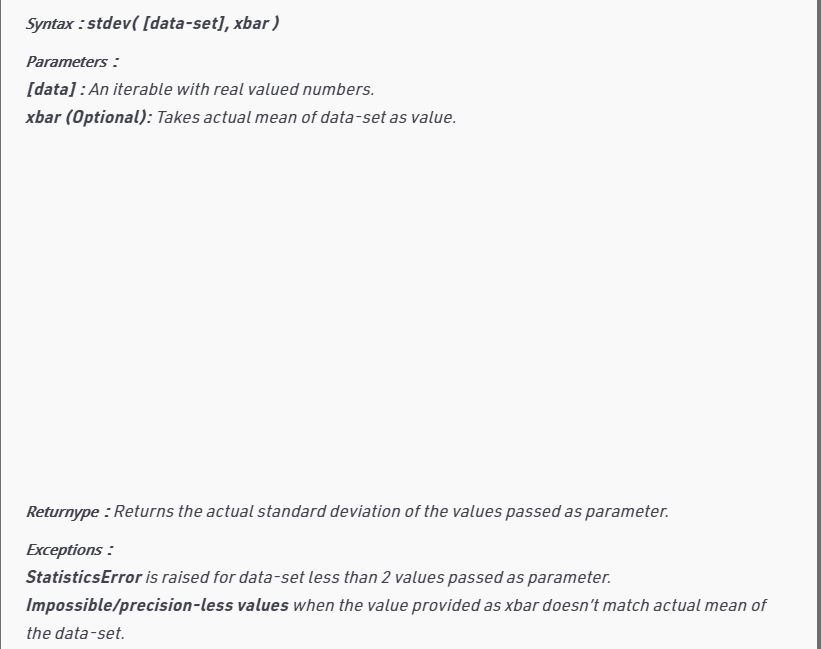 Syntax : stdev( [data-set], xbar )
Parameters :
[data] : An iterable with real valued numbers.
xbar (Optional): Takes actual mean of data-set as value.
Returnype : Returns the actual standard deviation of the values passed as parameter.
Exceptions :
StatisticsError is raised for data-set less than 2 values passed as parameter.
Impossible/precision-less values when the value provided as xbar doesn't match actual mean of
the data-set.